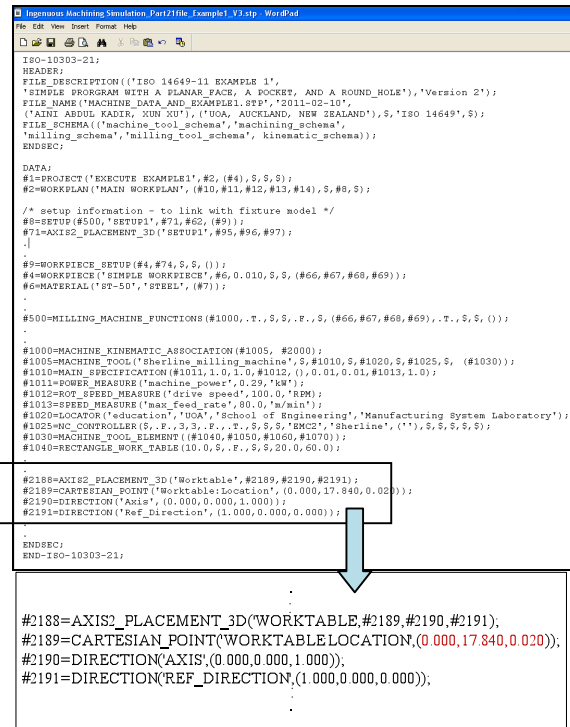 Ingenuous Machining Simulation_Part21file_Example1_V3.stp - WordPad
File Edit View Insert Format Help
ISO-10303-21;
HEADER;
FILE_DESCRIPTION(('ISO 14649-11 EXAMPLE 1',
'SIMPLE PRORGRAM WITH A PLANAR_FACE, A POCKET, AND A ROUND_HOLE'),'Version 2');
FILE_NAME('MACHINE_DATA_AND_EXAMPLE1.STP','2011-02-10',
('AINI ABDUL KADIR, XUN XU'),('UOA, AUCKLAND, NEW ZEALAND'),$,'ISO 14649',$);
FILE_SCHEMA(('machine_tool_schema','machining_schema',
'milling_schema','milling_tool_schema', kinematic_schema));
ENDSEC;
DATA;
#1=PROJECT('EXECUTE EXAMPLE1',#2,(#4),$,$,$);
#2=WORKPLAN('MAIN WORKPLAN',(#10,#11,#12,#13,#14),$,#8,$);
/* setup information - to link with fixture model */
#8=SETUP(#500,'SETUP1',#71,#62,(#9));
#71=AXIS2_PLACEMENT_3D('SETUP1',#95,#96,#97);
.
.
#9=WORKPIECE_SETUP(#4,#74,$,$,());
#4=WORKPIECE('SIMPLE WORKPIECE',#6,0.010,$,$,(#66,#67,#68,#69));
#6=MATERIAL('ST-50','STEEL',(#7));
.
.
#500=MILLING_MACHINE_FUNCTIONS(#1000,.T.,$,$,.F.,$,(#66,#67,#68,#69),.T.,$,$,());
.
.
#1000=MACHINE_KINEMATIC_ASSOCIATION(#1005, #2000);
#1005=MACHINE_TOOL('Sherline_milling_machine',$,#1010,$,#1020,$,#1025,$, (#1030));
#1010=MAIN_SPECIFICATION(#1011,1.0,1.0,#1012,(),0.01,0.01,#1013,1.0);
#1011=POWER_MEASURE('machine_power',0.29,'kW');
#1012=ROT_SPEED_MEASURE('drive speed',100.0,'RPM);
#1013=SPEED_MEASURE('max_feed_rate',80.0,'m/min');
#1020=LOCATOR('education','UOA','School of Engineering','Manufacturing System Laboratory');
#1025=NC_CONTROLLER($,.F.,3,3,.F.,.T.,$,$,$,'EMC2','Sherline',(''),$,$,$,$,$);
#1030=MACHINE_TOOL_ELEMENT((#1040,#1050,#1060,#1070));
#1040=RECTANGLE_WORK_TABLE(10.0,$,.F.,$,$,20.0,60.0);
.
.
#2188=AXIS2_PLACEMENT_3D('Worktable',#2189,#2190,#2191);
#2189=CARTESIAN_POINT('Worktable:Location',(0.000,17.840,0.020));
#2190=DIRECTION('Axis',(0.000,0.000,1.000));
#2191=DIRECTION('Ref_Direction',(1.000,0.000,0.000));
.
.
ENDSEC;
END-ISO-10303-21;
.
.
#2188=AXIS2_PLACEMENT_3D('WORKTABLE,#2189,#2190,#2191);
#2189=CARTESIAN_POINT('WORKTABLE:LOCATION',(0.000,17.840,0.020));
#2190=DIRECTION('AXIS',(0.000,0.000,1.000));
#2191=DIRECTION('REF_DIRECTION',(1.000,0.000,0.000));
.
.